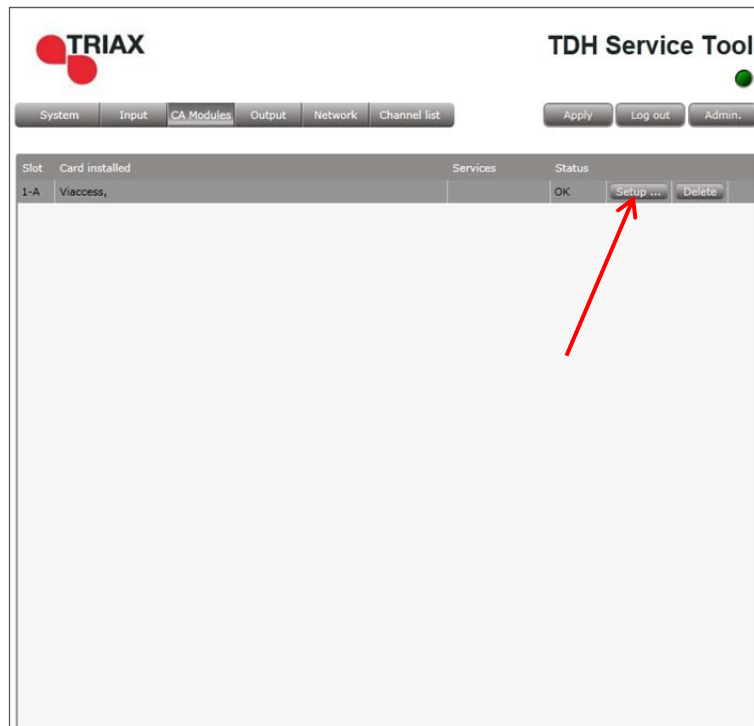 TRIAX
TDH Service Tool
System Input CA Modules Output Network Channel list Apply Log out Admin.
Slot Card installed Services Status
1-A Viaccess, OK Setup ... Delete